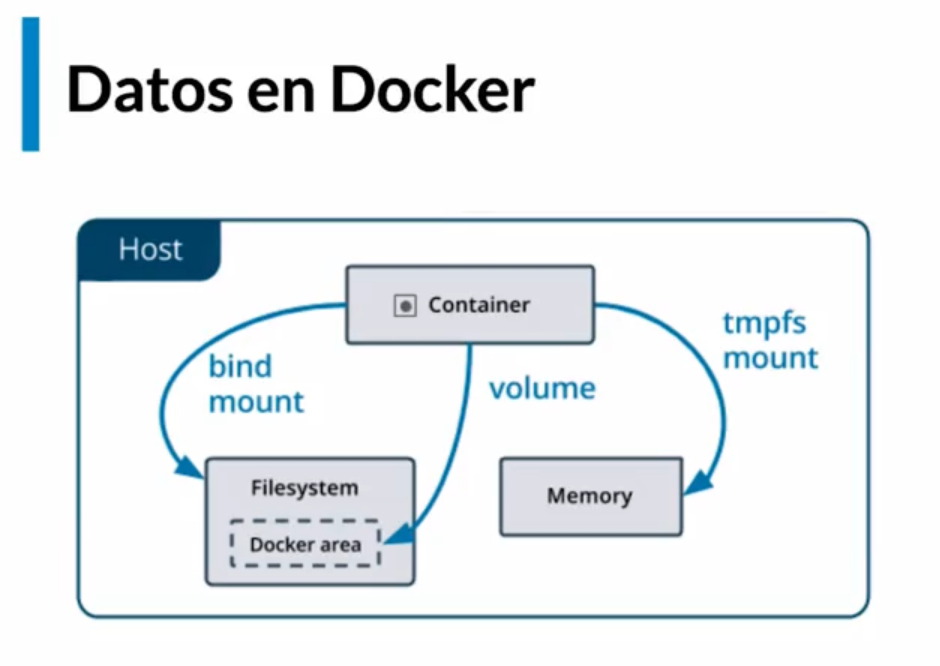 Datos en Docker
Host
Container
bind
mount
volume
tmpfs
mount
Filesystem
Docker area
Memory